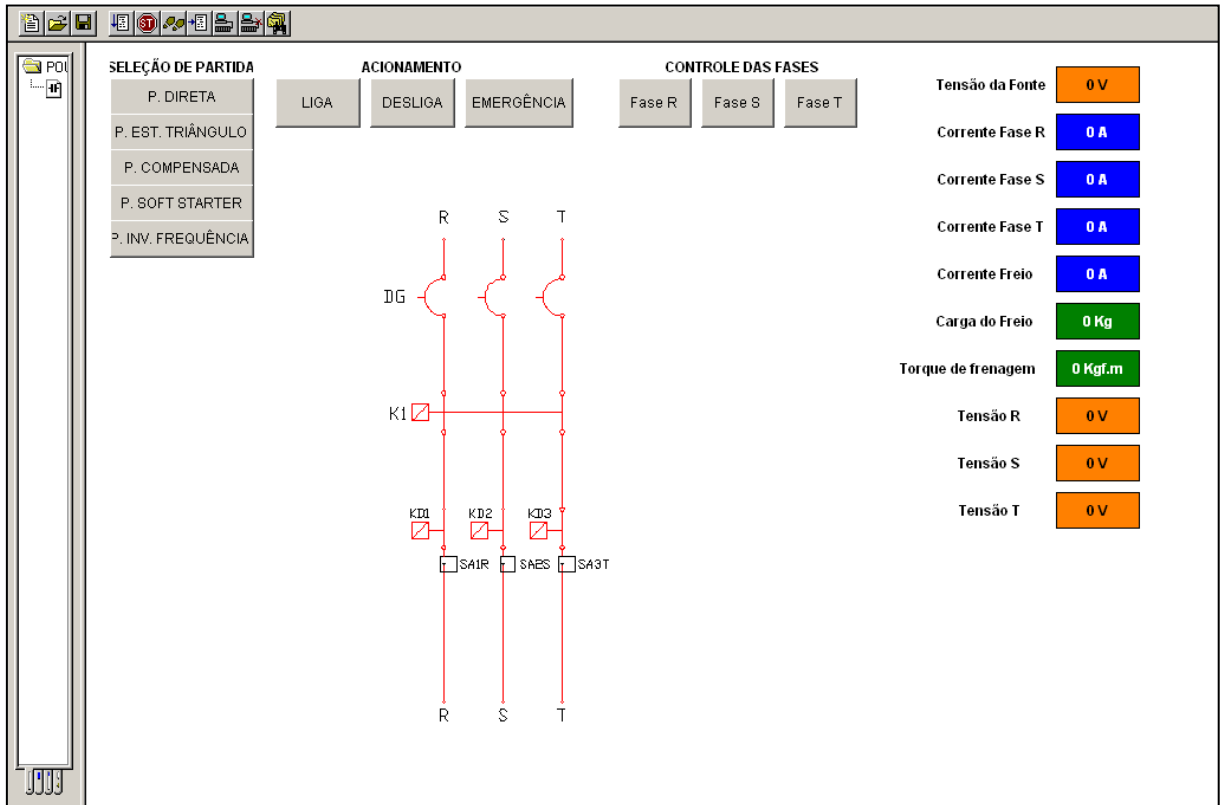 POU
SELEÇÃO DE PARTIDA
P. DIRETA
P. EST. TRIÂNGULO
P. COMPENSADA
P. SOFT STARTER
P. INV. FREQUÊNCIA
ACIONAMENTO
LIGA
DESLIGA
EMERGÊNCIA
CONTROLE DAS FASES
Fase R
Fase S
Fase T
Tensão da Fonte 0 V
Corrente Fase R 0 A
Corrente Fase S 0 A
Corrente Fase T 0 A
Corrente Freio 0 A
Carga do Freio 0 Kg
Torque de frenagem 0 Kgf.m
Tensão R 0 V
Tensão S 0 V
Tensão T 0 V
R S T
DG
K1
KD1 KD2 KD3
SA1R SA2S SA3T
R S T
ST